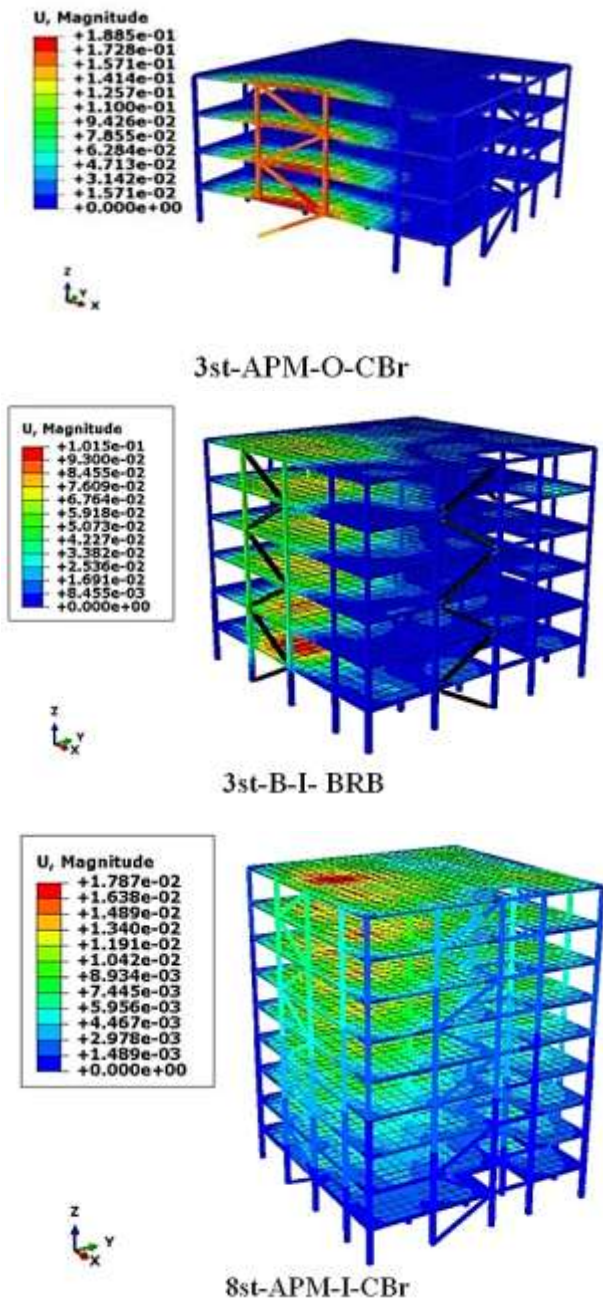 U, Magnitude
+1.885e-01
+1.728e-01
+1.571e-01
+1.414e-01
+1.257e-01
+1.100e-01
+9.426e-02
+7.855e-02
+6.284e-02
+4.713e-02
+3.142e-02
+1.571e-02
+0.000e+00
Z
Y
X
3st-APM-O-CBr
U, Magnitude
+1.015e-01
+9.300e-02
+8.455e-02
+7.609e-02
+6.764e-02
+5.918e-02
+5.073e-02
+4.227e-02
+3.382e-02
+2.536e-02
+1.691e-02
+8.455e-03
+0.000e+00
Z
Y
X
3st-B-I- BRB
U, Magnitude
+1.787e-02
+1.638e-02
+1.489e-02
+1.340e-02
+1.191e-02
+1.042e-02
+8.934e-03
+7.445e-03
+5.956e-03
+4.467e-03
+2.978e-03
+1.489e-03
+0.000e+00
Z
Y
X
8st-APM-I-CBr